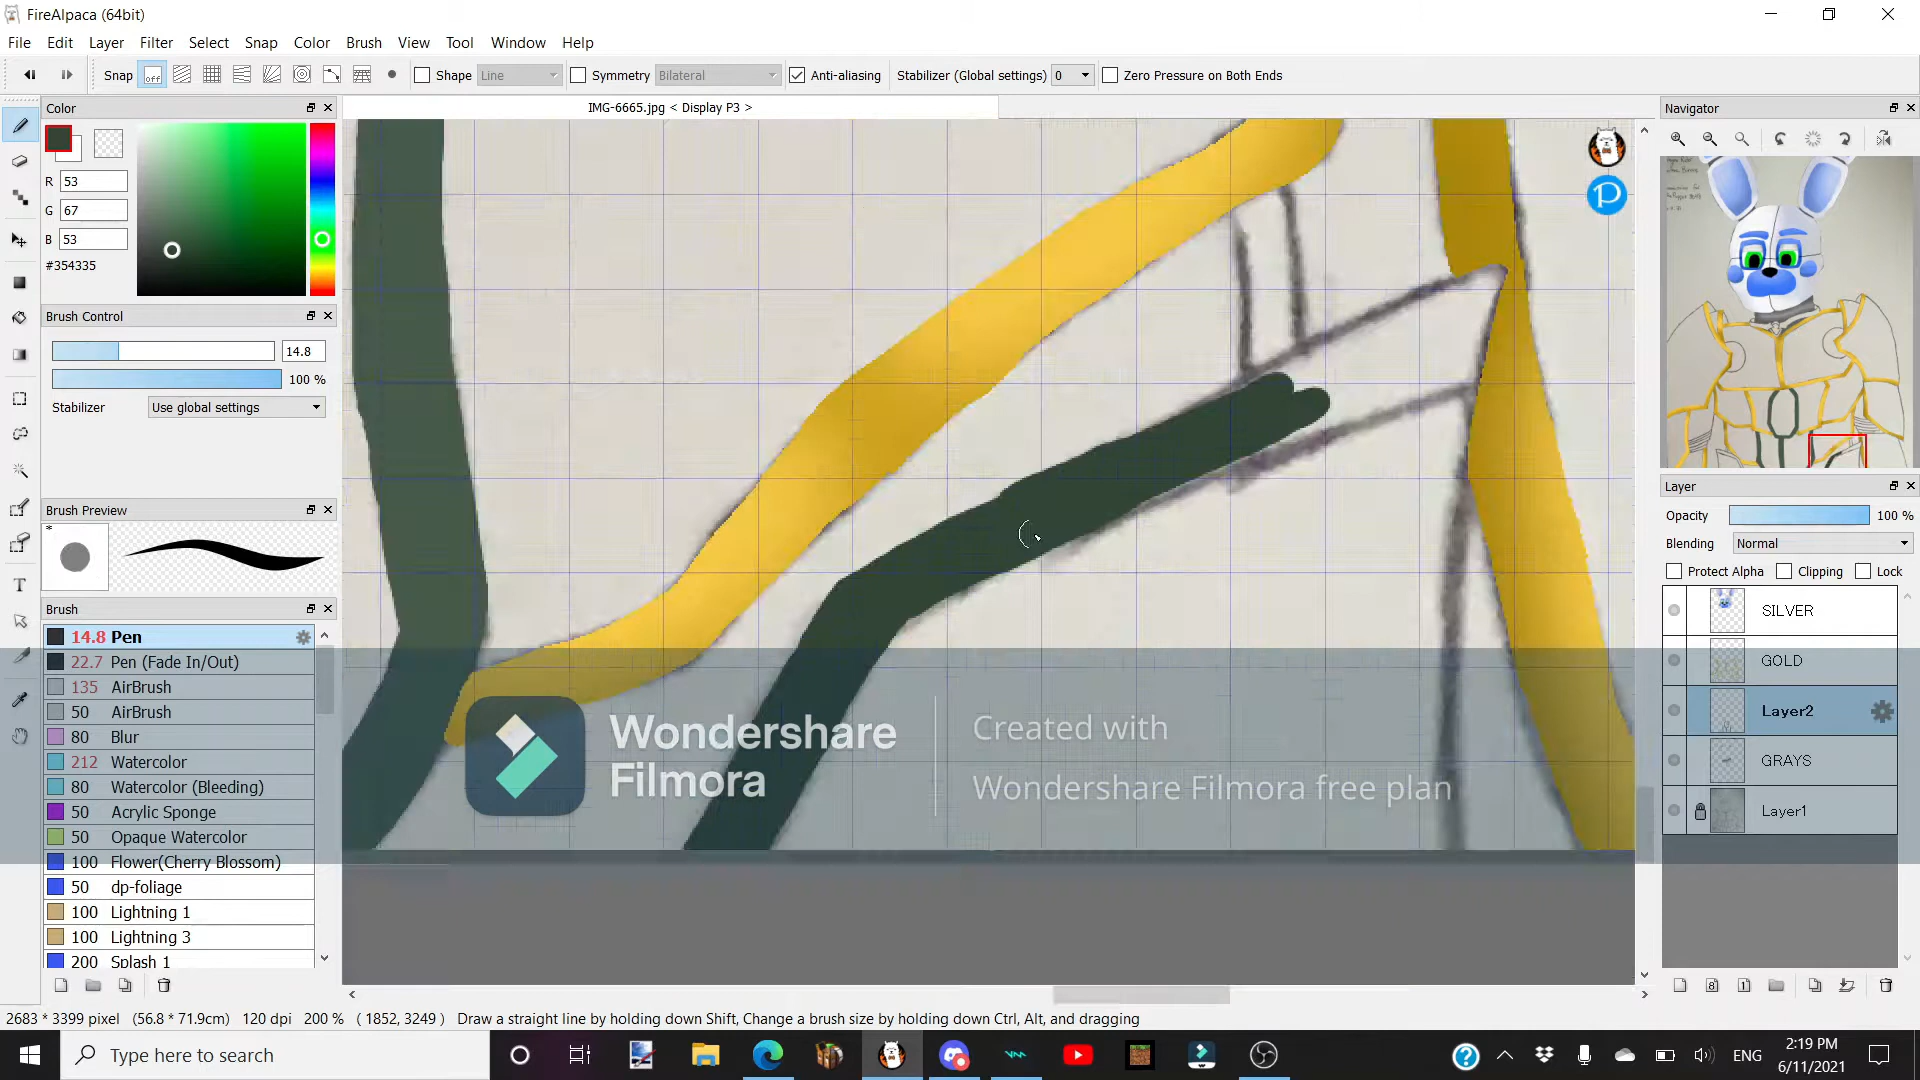 FireAlpaca (64bit)
File Edit Layer Filter Select Snap Color Brush View Tool Window Help
Snap off Shape Line Symmetry Bilateral Anti-aliasing Stabilizer (Global settings) 0 Zero Pressure on Both Ends
Color
IMG-6665.jpg < Display P3 >
Navigator
R 53
G 67
B 53
#354335
Brush Control
14.8
100 %
Stabilizer Use global settings
Brush Preview
*
Brush
14.8 Pen
22.7 Pen (Fade In/Out)
135 AirBrush
50 AirBrush
80 Blur
212 Watercolor
80 Watercolor (Bleeding)
50 Acrylic Sponge
50 Opaque Watercolor
100 Flower(Cherry Blossom)
50 dp-foliage
100 Lightning 1
100 Lightning 3
200 Splash 1
Wondershare
Filmora
Created with
Wondershare Filmora free plan
Layer
Opacity 100 %
Blending Normal
Protect Alpha Clipping Lock
SILVER
GOLD
Layer2
GRAYS
Layer1
2683 * 3399 pixel (56.8 * 71.9cm) 120 dpi 200 % ( 1852, 3249 ) Draw a straight line by holding down Shift, Change a brush size by holding down Ctrl, Alt, and dragging
Type here to search
ENG
2:19 PM
6/11/2021